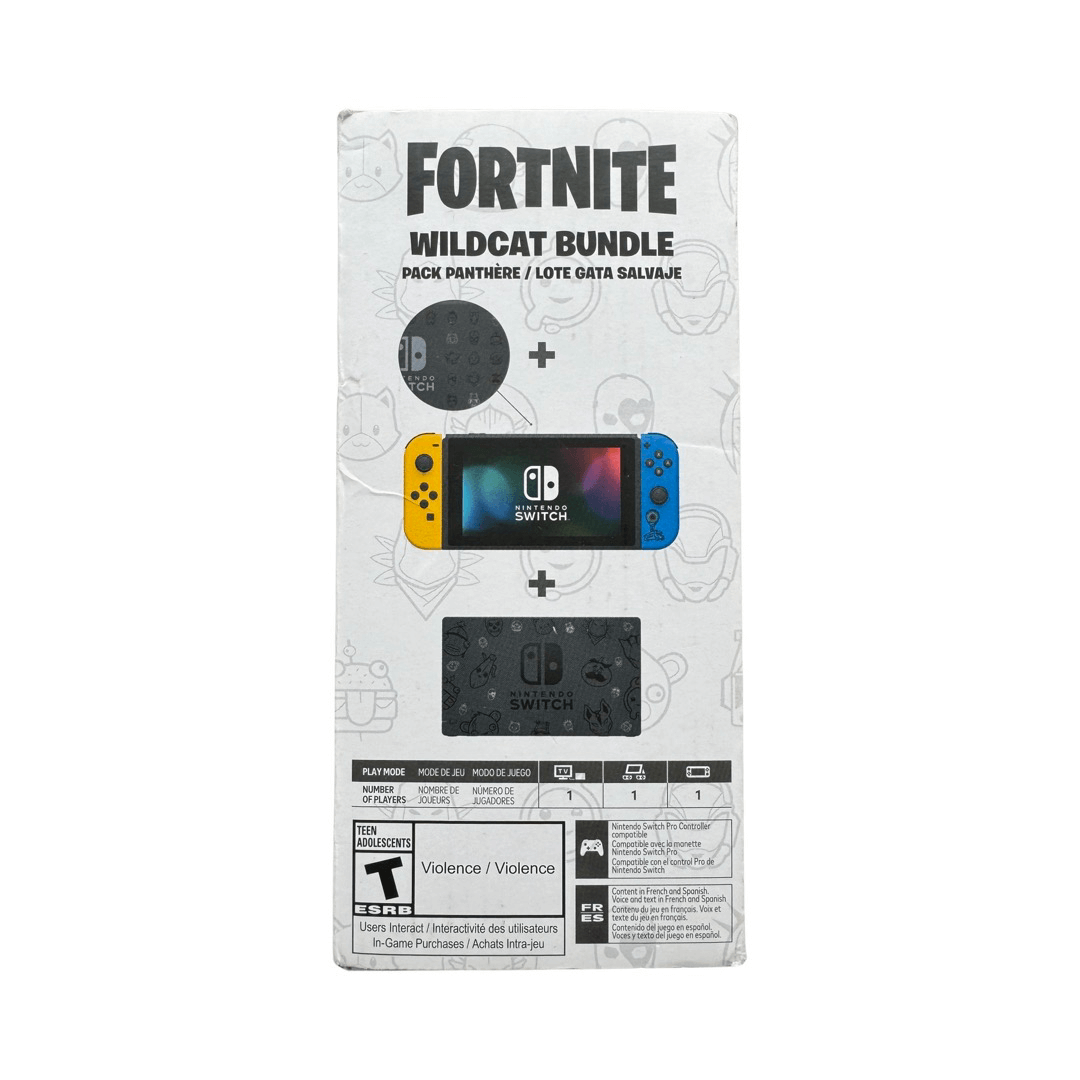 FORTNITE
WILDCAT BUNDLE
PACK PANTHÈRE / LOTE GATA SALVAJE
TENDO
TCH
NINTENDO
SWITCH
NINTENDO
SWITCH
PLAY MODE MODE DE JEU MODO DE JUEGO TV
NUMBER OF PLAYERS NOMBRE DE JOUEURS NÚMERO DE JUGADORES 1 1 1
TEEN
ADOLESCENTS
T
ESRB
Violence / Violence
Users Interact / Interactivité des utilisateurs
In-Game Purchases / Achats Intra-jeu
Nintendo Switch Pro Controller
compatible
Compatible avec la manette
Nintendo Switch Pro
Compatible con el control Pro de
Nintendo Switch
FR
ES
Content in French and Spanish.
Voice and text in French and Spanish
Contenu du jeu en français. Voix et
texte du jeu en français.
Contenido del juego en español.
Voces y texto del juego en español.